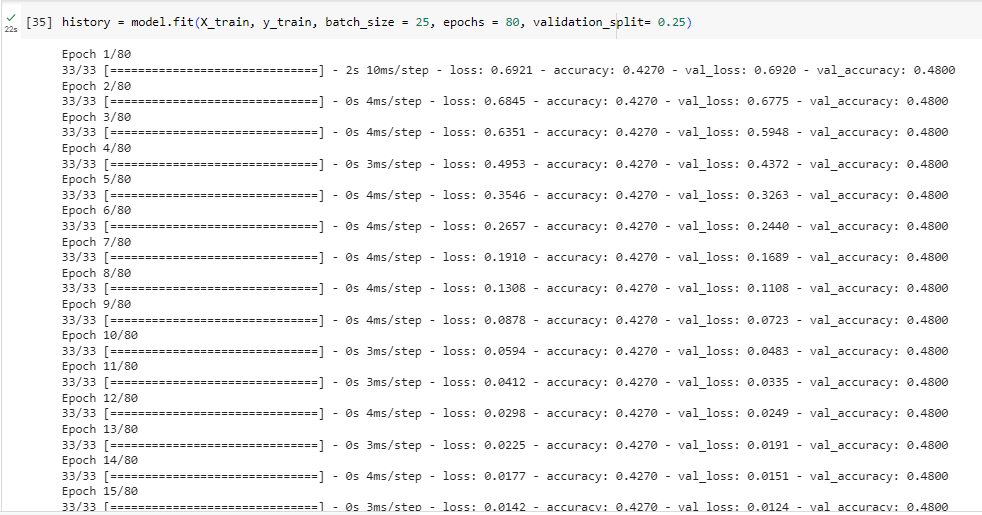 [35] history = model.fit(X_train, y_train, batch_size = 25, epochs = 80, validation_split= 0.25)
22s
Epoch 1/80
33/33 [==============================] - 2s 10ms/step - loss: 0.6921 - accuracy: 0.4270 - val_loss: 0.6920 - val_accuracy: 0.4800
Epoch 2/80
33/33 [==============================] - 0s 4ms/step - loss: 0.6845 - accuracy: 0.4270 - val_loss: 0.6775 - val_accuracy: 0.4800
Epoch 3/80
33/33 [==============================] - 0s 4ms/step - loss: 0.6351 - accuracy: 0.4270 - val_loss: 0.5948 - val_accuracy: 0.4800
Epoch 4/80
33/33 [==============================] - 0s 3ms/step - loss: 0.4953 - accuracy: 0.4270 - val_loss: 0.4372 - val_accuracy: 0.4800
Epoch 5/80
33/33 [==============================] - 0s 4ms/step - loss: 0.3546 - accuracy: 0.4270 - val_loss: 0.3263 - val_accuracy: 0.4800
Epoch 6/80
33/33 [==============================] - 0s 4ms/step - loss: 0.2657 - accuracy: 0.4270 - val_loss: 0.2440 - val_accuracy: 0.4800
Epoch 7/80
33/33 [==============================] - 0s 4ms/step - loss: 0.1910 - accuracy: 0.4270 - val_loss: 0.1689 - val_accuracy: 0.4800
Epoch 8/80
33/33 [==============================] - 0s 4ms/step - loss: 0.1308 - accuracy: 0.4270 - val_loss: 0.1108 - val_accuracy: 0.4800
Epoch 9/80
33/33 [==============================] - 0s 4ms/step - loss: 0.0878 - accuracy: 0.4270 - val_loss: 0.0723 - val_accuracy: 0.4800
Epoch 10/80
33/33 [==============================] - 0s 3ms/step - loss: 0.0594 - accuracy: 0.4270 - val_loss: 0.0483 - val_accuracy: 0.4800
Epoch 11/80
33/33 [==============================] - 0s 3ms/step - loss: 0.0412 - accuracy: 0.4270 - val_loss: 0.0335 - val_accuracy: 0.4800
Epoch 12/80
33/33 [==============================] - 0s 4ms/step - loss: 0.0298 - accuracy: 0.4270 - val_loss: 0.0249 - val_accuracy: 0.4800
Epoch 13/80
33/33 [==============================] - 0s 3ms/step - loss: 0.0225 - accuracy: 0.4270 - val_loss: 0.0191 - val_accuracy: 0.4800
Epoch 14/80
33/33 [==============================] - 0s 4ms/step - loss: 0.0177 - accuracy: 0.4270 - val_loss: 0.0151 - val_accuracy: 0.4800
Epoch 15/80
33/33 [==============================] - 0s 3ms/step - loss: 0.0142 - accuracy: 0.4270 - val_loss: 0.0124 - val_accuracy: 0.4800